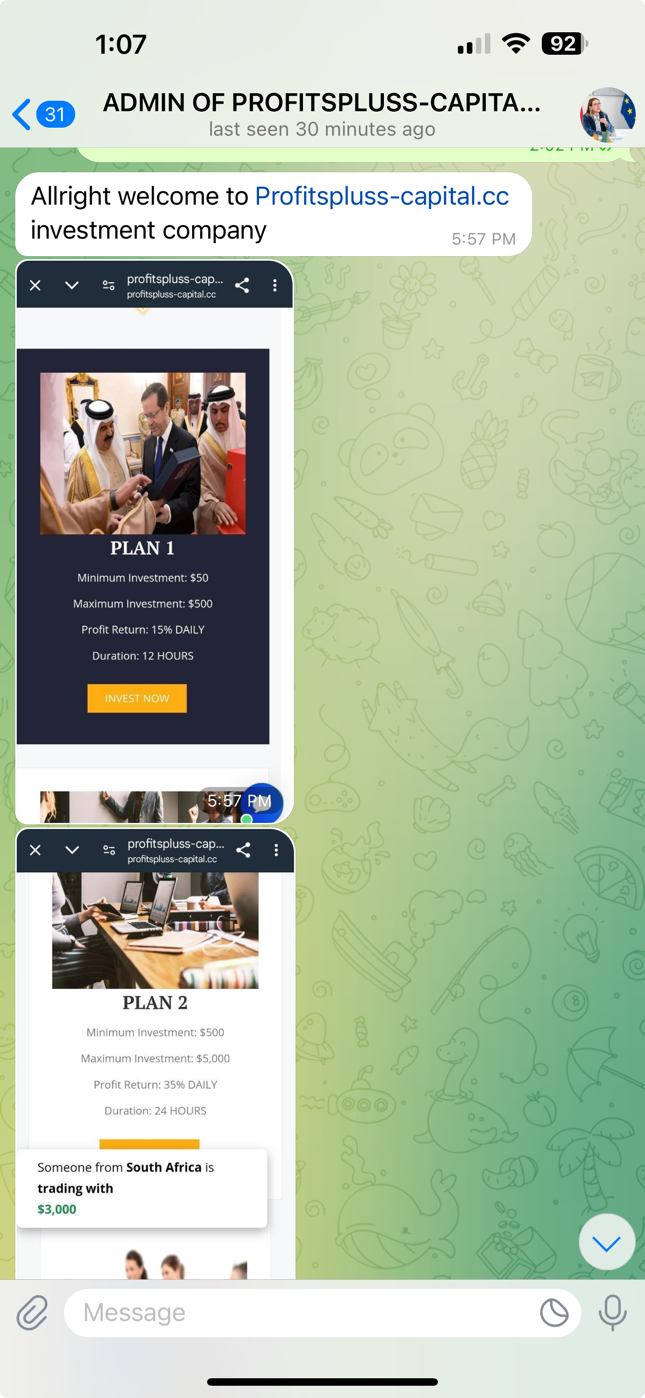 1:07
92
31
ADMIN OF PROFITSPLUSS-CAPITA...
last seen 30 minutes ago
Allright welcome to Profitspluss-capital.cc
investment company
5:57 PM
profitspluss-cap...
profitspluss-capital.cc
PLAN 1
Minimum Investment: $50
Maximum Investment: $500
Profit Return: 15% DAILY
Duration: 12 HOURS
INVEST NOW
5:57 PM
profitspluss-cap...
profitspluss-capital.cc
PLAN 2
Minimum Investment: $500
Maximum Investment: $5,000
Profit Return: 35% DAILY
Duration: 24 HOURS
Someone from South Africa is
trading with
$3,000
Message